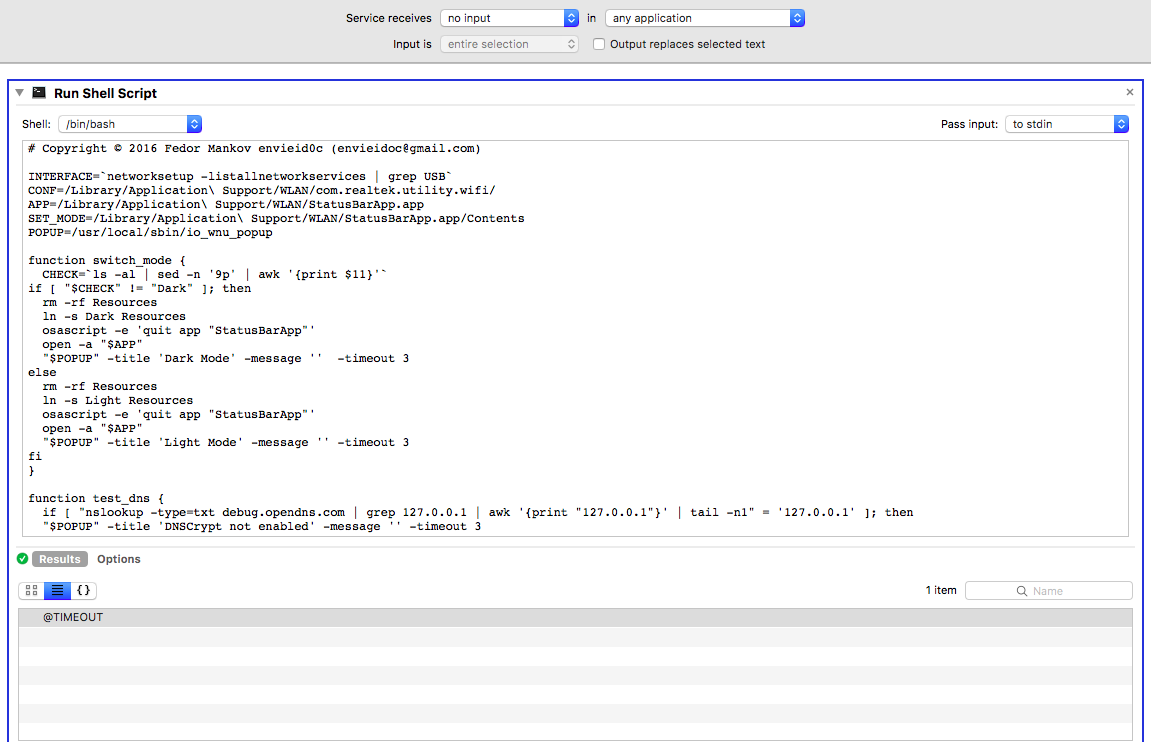 Service receives no input in any application
Input is entire selection Output replaces selected text
Run Shell Script
Shell: /bin/bash Pass input: to stdin
# Copyright © 2016 Fedor Mankov envieid0c (envieidoc@gmail.com)
INTERFACE=`networksetup -listallnetworkservices | grep USB`
CONF=/Library/Application\ Support/WLAN/com.realtek.utility.wifi/
APP=/Library/Application\ Support/WLAN/StatusBarApp.app
SET_MODE=/Library/Application\ Support/WLAN/StatusBarApp.app/Contents
POPUP=/usr/local/sbin/io_wnu_popup
function switch_mode {
  CHECK=`ls -al | sed -n '9p' | awk '{print $11}'`
if [ "$CHECK" != "Dark" ]; then
  rm -rf Resources
  ln -s Dark Resources
  osascript -e 'quit app "StatusBarApp"'
  open -a "$APP"
  "$POPUP" -title 'Dark Mode' -message ''  -timeout 3
else
  rm -rf Resources
  ln -s Light Resources
  osascript -e 'quit app "StatusBarApp"'
  open -a "$APP"
  "$POPUP" -title 'Light Mode' -message '' -timeout 3
fi
}
function test_dns {
  if [ "nslookup -type=txt debug.opendns.com | grep 127.0.0.1 | awk '{print "127.0.0.1"}' | tail -n1" = '127.0.0.1' ]; then
  "$POPUP" -title 'DNSCrypt not enabled' -message '' -timeout 3
Results Options
{} 1 item Name
@TIMEOUT